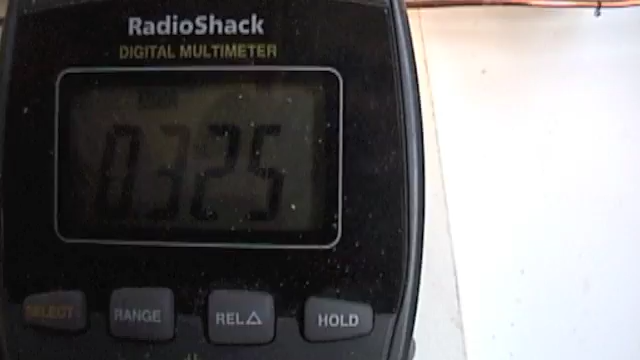 RadioShack
DIGITAL MULTIMETER
0325
SELECT
RANGE
REL△
HOLD